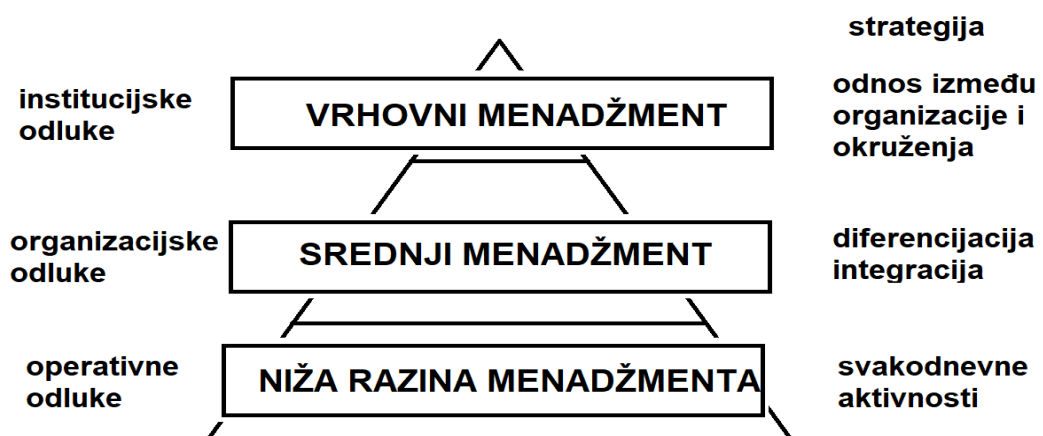 strategija
institucijske
odluke
VRHOVNI MENADŽMENT
odnos između
organizacije i
okruženja
organizacijske
odluke
SREDNJI MENADŽMENT
diferencijacija
integracija
operativne
odluke
NIŽA RAZINA MENADŽMENTA
svakodnevne
aktivnosti